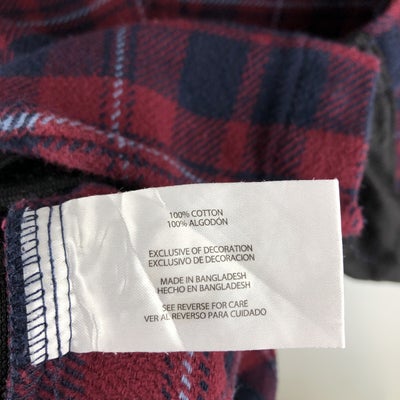 100% COTTON
100% ALGODÓN
EXCLUSIVE OF DECORATION
EXCLUSIVO DE DECORACION
MADE IN BANGLADESH
HECHO EN BANGLADESH
SEE REVERSE FOR CARE
VER AL REVERSO PARA CUIDADO